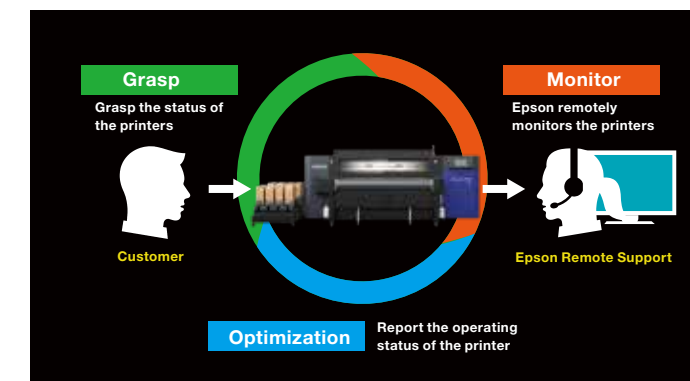 Grasp
Grasp the status of
the printers
Customer
Monitor
Epson remotely
monitors the printers
Epson Remote Support
Optimization
Report the operating
status of the printer